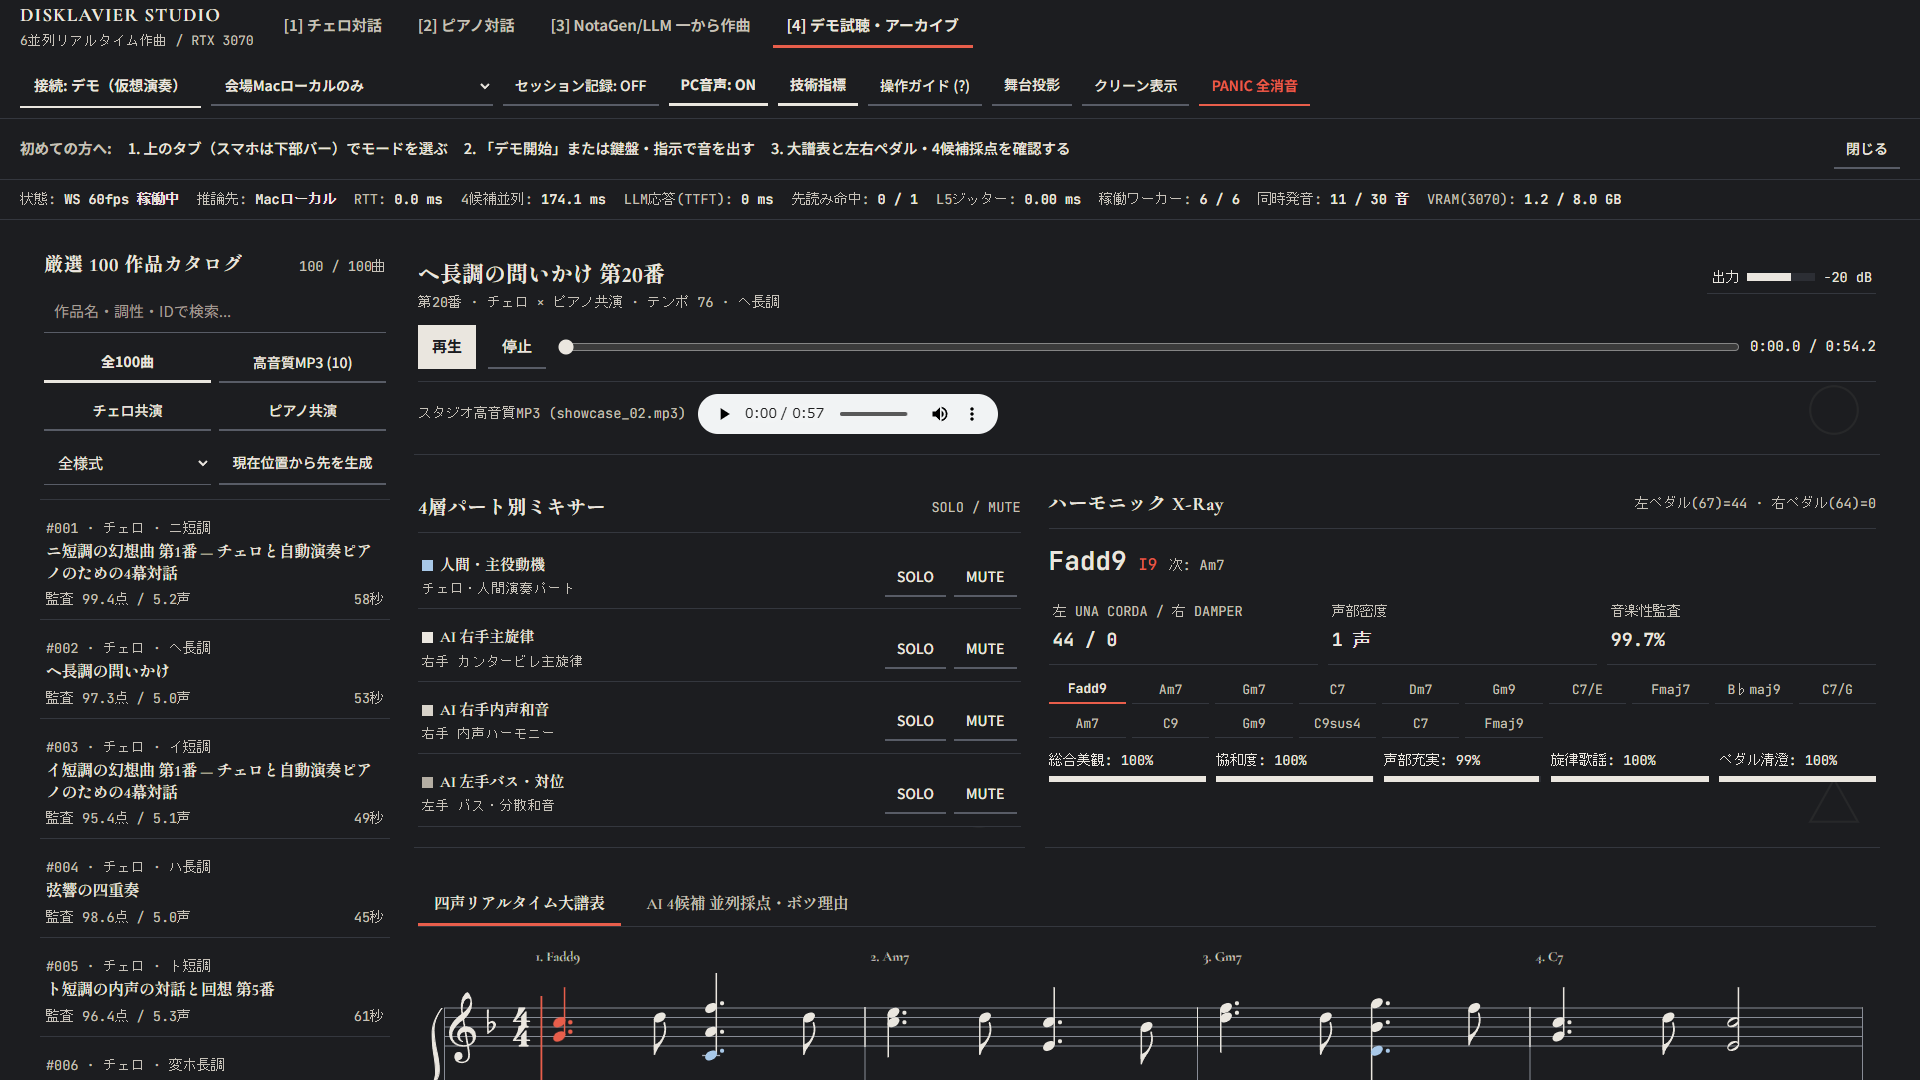 DISKLAVIER STUDIO
6並列リアルタイム作曲 / RTX 3070
[1] チェロ対話
[2] ピアノ対話
[3] NotaGen/LLM 一から作曲
[4] デモ試聴・アーカイブ
接続: デモ（仮想演奏）
会場Macローカルのみ
セッション記録: OFF
PC音声: ON
技術指標
操作ガイド (?)
舞台投影
クリーン表示
PANIC 全消音
初めての方へ: 1. 上のタブ（スマホは下部バー）でモードを選ぶ 2. 「デモ開始」または鍵盤・指示で音を出す 3. 大譜表と左右ペダル・4候補採点を確認する
閉じる
状態: WS 60fps 稼働中 推論先: Macローカル RTT: 0.0 ms 4候補並列: 174.1 ms LLM応答(TTFT): 0 ms 先読み命中: 0 / 1 L5ジッター: 0.00 ms 稼働ワーカー: 6 / 6 同時発音: 11 / 30 音 VRAM(3070): 1.2 / 8.0 GB
厳選 100 作品カタログ
100 / 100曲
作品名・調性・IDで検索...
全100曲
高音質MP3 (10)
チェロ共演
ピアノ共演
全様式
現在位置から先を生成
#001 · チェロ · ニ短調
ニ短調の幻想曲 第1番 — チェロと自動演奏ピア
ノのための4幕対話
監査 99.4点 / 5.2声
58秒
#002 · チェロ · ヘ長調
ヘ長調の問いかけ
監査 97.3点 / 5.0声
53秒
#003 · チェロ · イ短調
イ短調の幻想曲 第1番 — チェロと自動演奏ピア
ノのための4幕対話
監査 95.4点 / 5.1声
49秒
#004 · チェロ · ハ長調
弦響の四重奏
監査 98.6点 / 5.0声
45秒
#005 · チェロ · ト短調
ト短調の内声の対話と回想 第5番
監査 96.4点 / 5.3声
61秒
#006 · チェロ · 変ホ長調
ヘ長調の問いかけ 第20番
第20番 · チェロ × ピアノ共演 · テンポ 76 · ヘ長調
出力
-20 dB
再生
停止
0:00.0 / 0:54.2
スタジオ高音質MP3 (showcase_02.mp3)
0:00 / 0:57
4層パート別ミキサー
SOLO / MUTE
人間・主役動機
チェロ・人間演奏パート
SOLO
MUTE
AI 右手主旋律
右手 カンタービレ主旋律
SOLO
MUTE
AI 右手内声和音
右手 内声ハーモニー
SOLO
MUTE
AI 左手バス・対位
左手 バス・分散和音
SOLO
MUTE
ハーモニック X-Ray
左ペダル(67)=44 · 右ペダル(64)=0
Fadd9 I9 次: Am7
左 UNA CORDA / 右 DAMPER
44 / 0
声部密度
1 声
音楽性監査
99.7%
Fadd9 Am7 Gm7 C7 Dm7 Gm9 C7/E Fmaj7 B♭maj9 C7/G
Am7 C9 Gm9 C9sus4 C7 Fmaj9
総合美観: 100%
協和度: 100%
声部充実: 99%
旋律歌謡: 100%
ペダル清澄: 100%
四声リアルタイム大譜表
AI 4候補 並列採点・ボツ理由
1. Fadd9
2. Am7
3. Gm7
4. C7
4
4